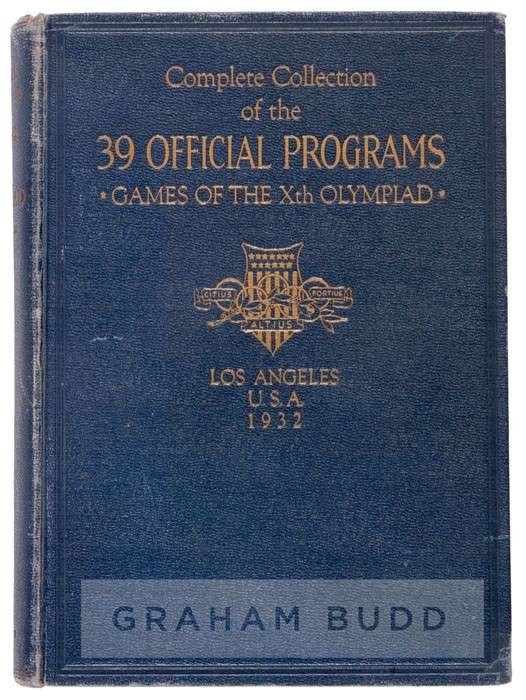 Complete Collection
of the
39 OFFICIAL PROGRAMS
* GAMES OF THE Xth OLYMPIAD *
CITIUS FORTIUS
ALTIUS
LOS ANGELES
U.S.A.
1932
GRAHAM BUDD